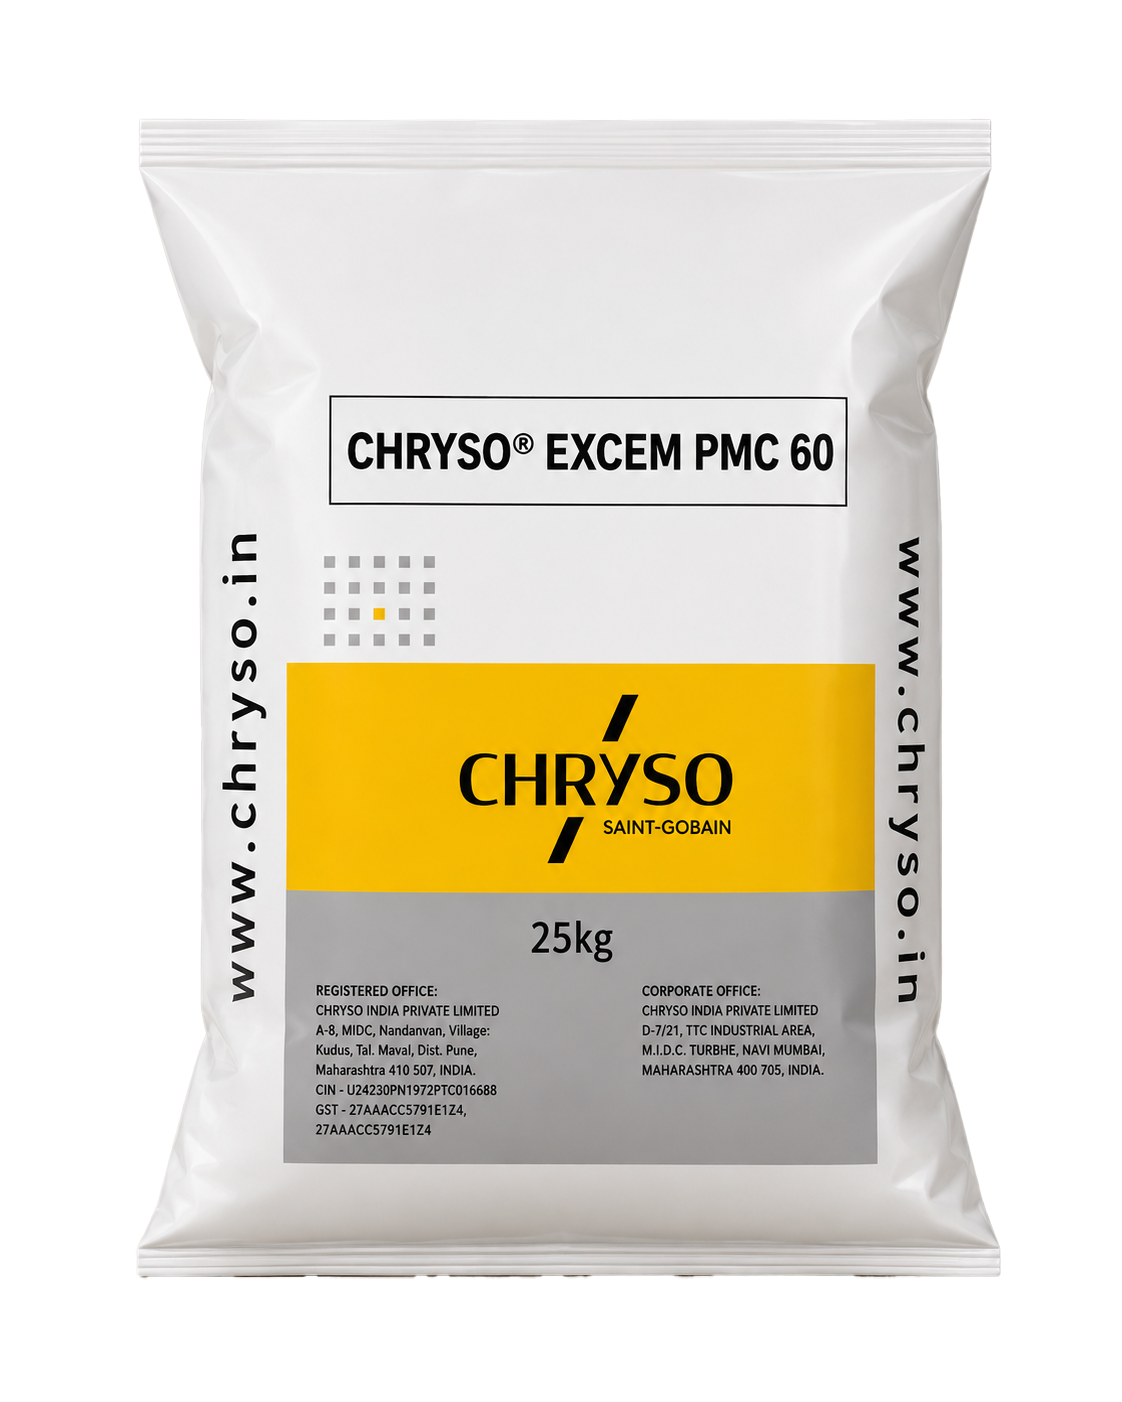 CHRYSO® EXCEM PMC 60
www.chryso.in
www.chryso.in
CHRYSO
SAINT-GOBAIN
25kg
REGISTERED OFFICE:
CHRYSO INDIA PRIVATE LIMITED
A-8, MIDC, Nandanvan, Village:
Kudus, Tal. Maval, Dist. Pune,
Maharashtra 410 507, INDIA.
CIN - U24230PN1972PTC016688
GST - 27AAACC5791E1Z4,
27AAACC5791E1Z4
CORPORATE OFFICE:
CHRYSO INDIA PRIVATE LIMITED
D-7/21, TTC INDUSTRIAL AREA,
M.I.D.C. TURBHE, NAVI MUMBAI,
MAHARASHTRA 400 705, INDIA.